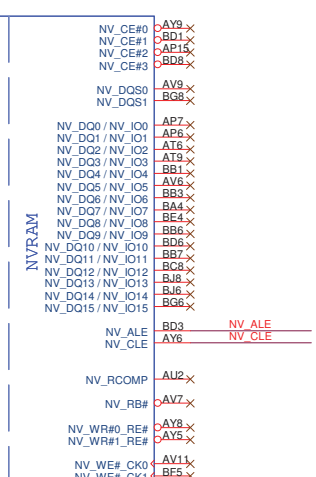 NV_CE#0 AY9
NV_CE#1 BD1
NV_CE#2 AP15
NV_CE#3 BD8
NV_DQS0 AV9
NV_DQS1 BG8
NV_DQ0 / NV_IO0 AP7
NV_DQ1 / NV_IO1 AP6
NV_DQ2 / NV_IO2 AT6
NV_DQ3 / NV_IO3 AT9
NV_DQ4 / NV_IO4 BB1
NV_DQ5 / NV_IO5 AV6
NV_DQ6 / NV_IO6 BB3
NV_DQ7 / NV_IO7 BA4
NV_DQ8 / NV_IO8 BE4
NV_DQ9 / NV_IO9 BB6
NV_DQ10 / NV_IO10 BD6
NV_DQ11 / NV_IO11 BB7
NV_DQ12 / NV_IO12 BC8
NV_DQ13 / NV_IO13 BJ8
NV_DQ14 / NV_IO14 BJ6
NV_DQ15 / NV_IO15 BG6
NVRAM
NV_ALE BD3 NV_ALE
NV_CLE AY6 NV_CLE
NV_RCOMP AU2
NV_RB# AV7
NV_WR#0_RE# AY8
NV_WR#1_RE# AY5
NV_WE#_CK0 AV11
NV_WE#_CK1 BF5